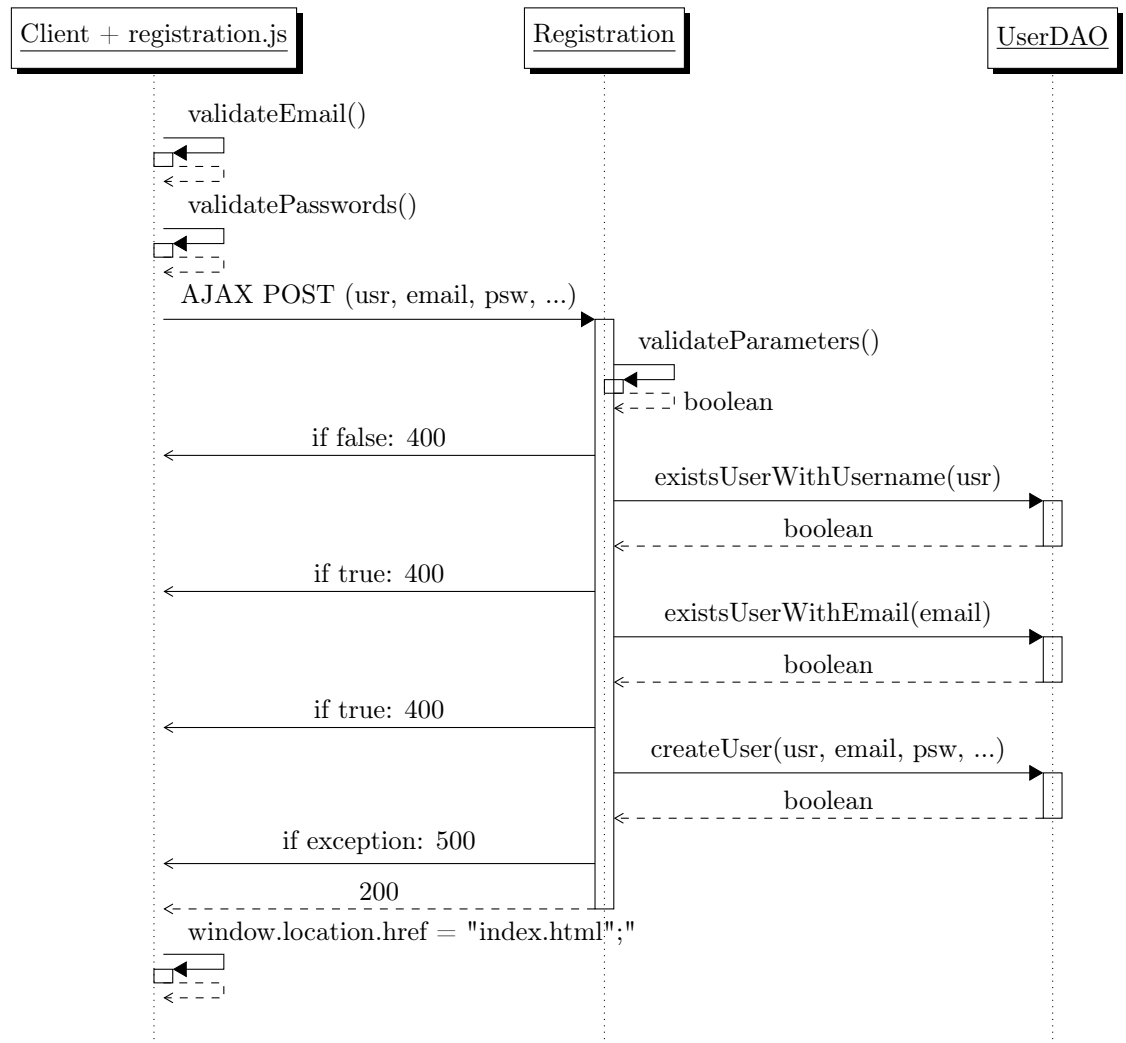 Client + registration.js
Registration
UserDAO
validateEmail()
validatePasswords()
AJAX POST (usr, email, psw, ...)
validateParameters()
boolean
if false: 400
existsUserWithUsername(usr)
boolean
if true: 400
existsUserWithEmail(email)
boolean
if true: 400
createUser(usr, email, psw, ...)
boolean
if exception: 500
200
window.location.href = "index.html";"